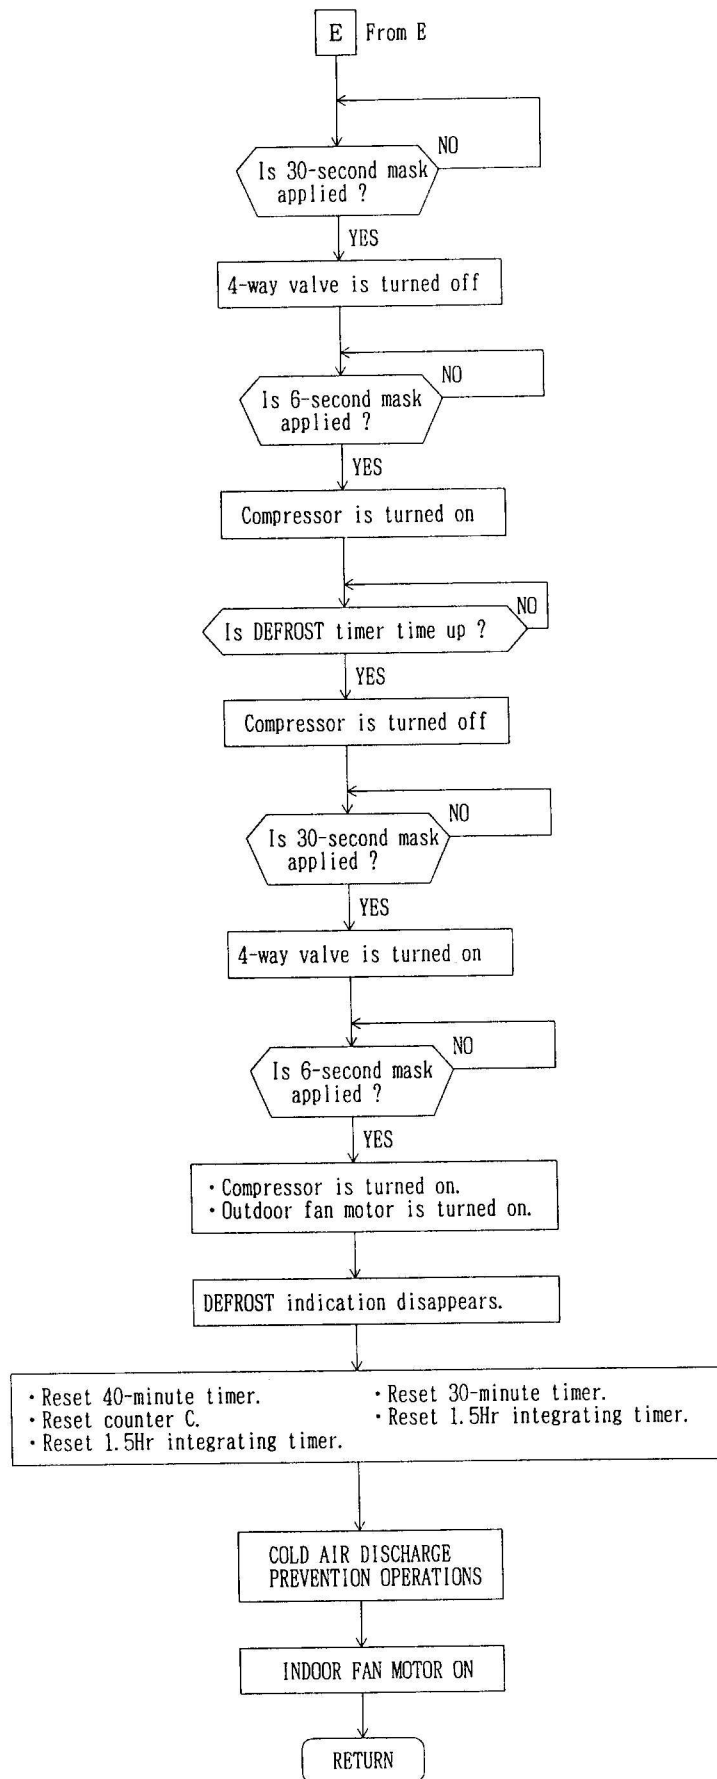 E From E
NO
Is 30-second mask
applied ?
YES
4-way valve is turned off
NO
Is 6-second mask
applied ?
YES
Compressor is turned on
NO
Is DEFROST timer time up ?
YES
Compressor is turned off
NO
Is 30-second mask
applied ?
YES
4-way valve is turned on
NO
Is 6-second mask
applied ?
YES
・Compressor is turned on.
・Outdoor fan motor is turned on.
DEFROST indication disappears.
・Reset 40-minute timer. ・Reset 30-minute timer.
・Reset counter C. ・Reset 1.5Hr integrating timer.
・Reset 1.5Hr integrating timer.
COLD AIR DISCHARGE
PREVENTION OPERATIONS
INDOOR FAN MOTOR ON
RETURN